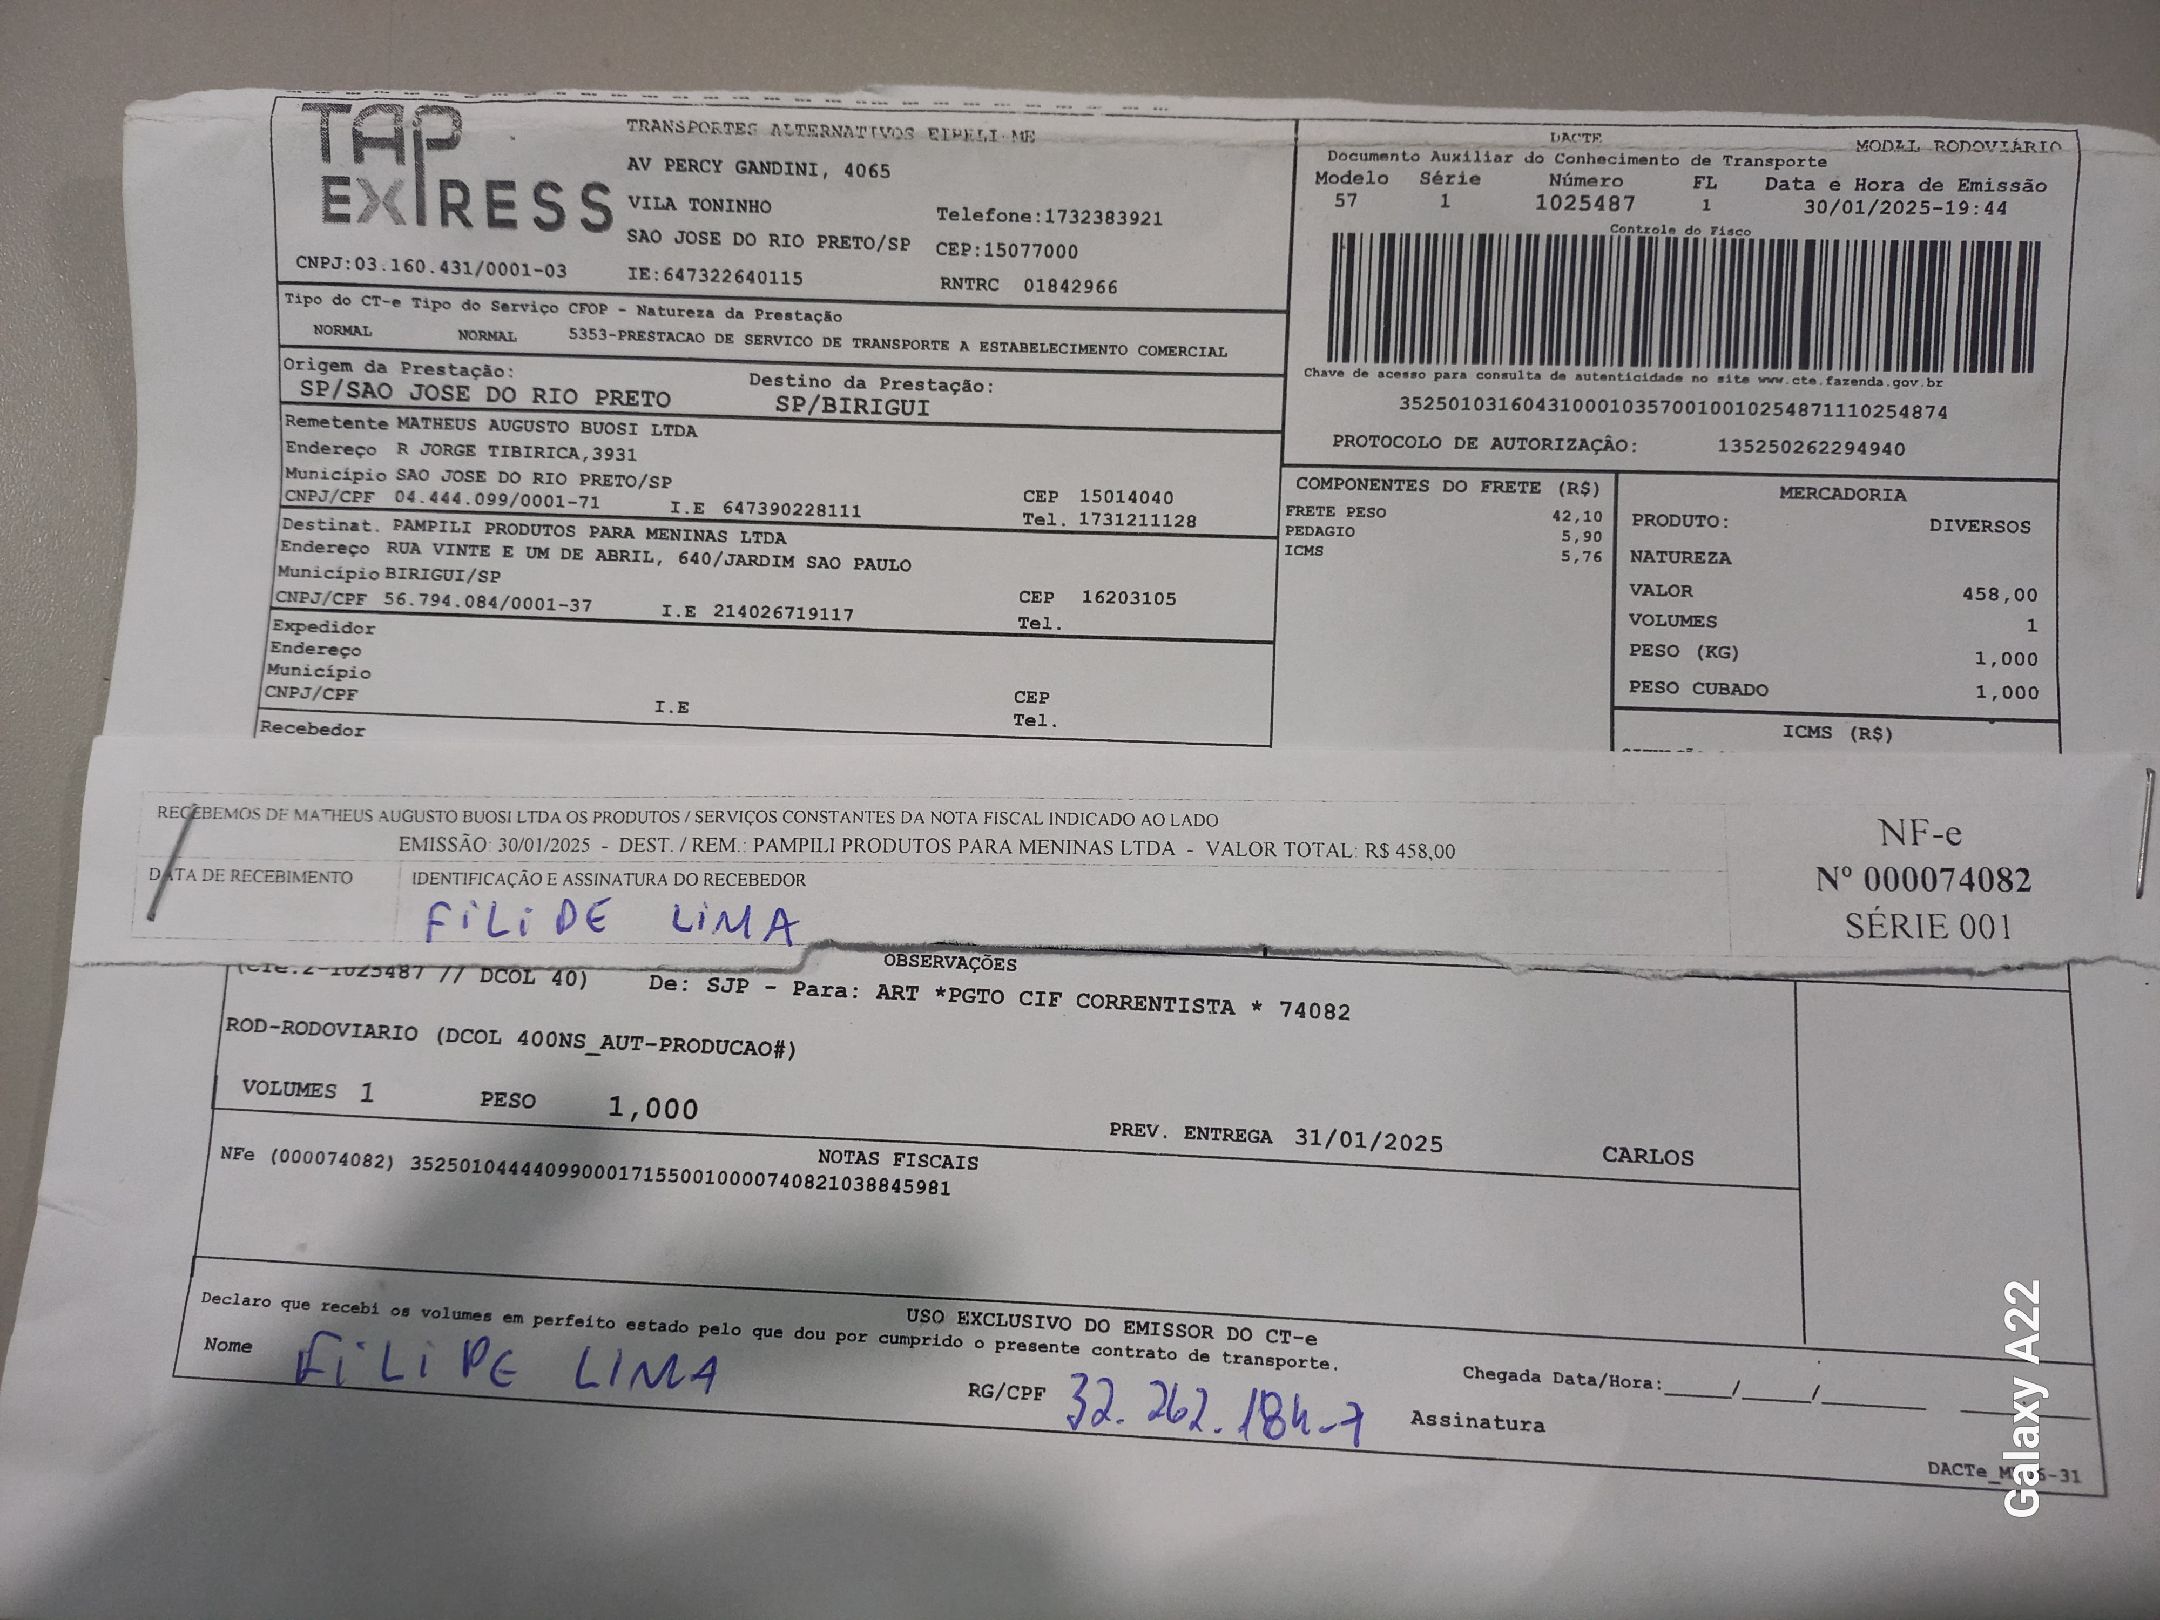 TAP EXPRESS
TRANSPORTES ALTERNATIVOS EIRELI-ME
AV PERCY GANDINI, 4065
VILA TONINHO
Telefone:1732383921
SAO JOSE DO RIO PRETO/SP CEP:15077000
CNPJ:03.160.431/0001-03 IE:647322640115 RNTRC 01842966
DACTE MODAL RODOVIÁRIO
Documento Auxiliar do Conhecimento de Transporte
Modelo Série Número FL Data e Hora de Emissão
57 1 1025487 1 30/01/2025-19:44
Controle do Fisco
Chave de acesso para consulta de autenticidade no site www.cte.fazenda.gov.br
35250103160431000103570010010254871110254874
PROTOCOLO DE AUTORIZAÇÂO: 135250262294940
Tipo do CT-e Tipo do Serviço CFOP - Natureza da Prestação
NORMAL NORMAL 5353-PRESTACAO DE SERVICO DE TRANSPORTE A ESTABELECIMENTO COMERCIAL
Origem da Prestação: Destino da Prestação:
SP/SAO JOSE DO RIO PRETO SP/BIRIGUI
Remetente MATHEUS AUGUSTO BUOSI LTDA
Endereço R JORGE TIBIRICA,3931
Município SAO JOSE DO RIO PRETO/SP CEP 15014040
CNPJ/CPF 04.444.099/0001-71 I.E 647390228111 Tel. 1731211128
Destinat. PAMPILI PRODUTOS PARA MENINAS LTDA
Endereço RUA VINTE E UM DE ABRIL, 640/JARDIM SAO PAULO
Município BIRIGUI/SP CEP 16203105
CNPJ/CPF 56.794.084/0001-37 I.E 214026719117 Tel.
Expedidor
Endereço
Município CEP
CNPJ/CPF I.E Tel.
Recebedor
COMPONENTES DO FRETE (R$)
FRETE PESO 42,10
PEDAGIO 5,90
ICMS 5,76
MERCADORIA
PRODUTO: DIVERSOS
NATUREZA
VALOR 458,00
VOLUMES 1
PESO (KG) 1,000
PESO CUBADO 1,000
ICMS (R$)
RECEBEMOS DE MATHEUS AUGUSTO BUOSI LTDA OS PRODUTOS / SERVIÇOS CONSTANTES DA NOTA FISCAL INDICADO AO LADO
EMISSÃO: 30/01/2025 - DEST. / REM.: PAMPILI PRODUTOS PARA MENINAS LTDA - VALOR TOTAL: R$ 458,00
DATA DE RECEBIMENTO IDENTIFICAÇÃO E ASSINATURA DO RECEBEDOR
FILIPE LIMA
NF-e
Nº 000074082
SÉRIE 001
OBSERVAÇÕES
(CTe:2-1025487 // DCOL 40) De: SJP - Para: ART *PGTO CIF CORRENTISTA * 74082
ROD-RODOVIARIO (DCOL 400NS_AUT-PRODUCAO#)
VOLUMES 1 PESO 1,000 PREV. ENTREGA 31/01/2025 CARLOS
NOTAS FISCAIS
NFe (000074082) 35250104444099000171550010000740821038845981
USO EXCLUSIVO DO EMISSOR DO CT-e
Declaro que recebi os volumes em perfeito estado pelo que dou por cumprido o presente contrato de transporte.
Nome FILIPE LIMA RG/CPF 32.262.184-7 Assinatura
Chegada Data/Hora:_____/_____/________ ________
Galaxy A22